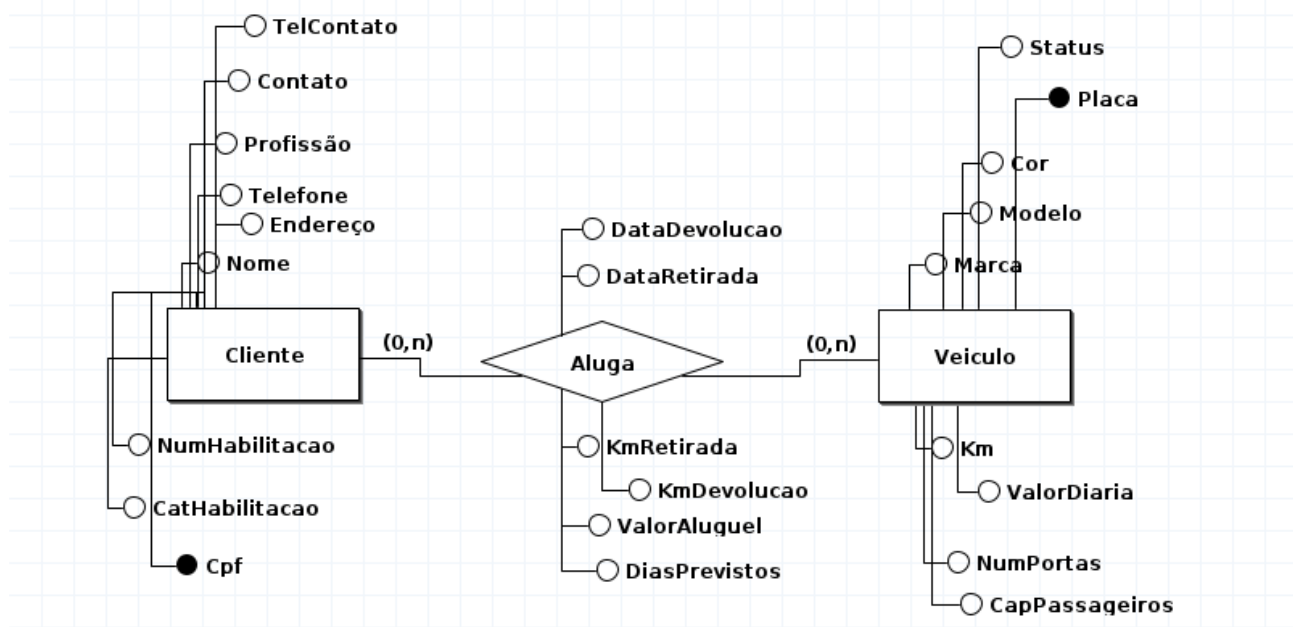 TelContato
Contato
Profissão
Telefone
Endereço
Nome
Cliente
NumHabilitacao
CatHabilitacao
Cpf
(0,n)
DataDevolucao
DataRetirada
Aluga
KmRetirada
KmDevolucao
ValorAluguel
DiasPrevistos
(0,n)
Status
Placa
Cor
Modelo
Marca
Veiculo
Km
ValorDiaria
NumPortas
CapPassageiros